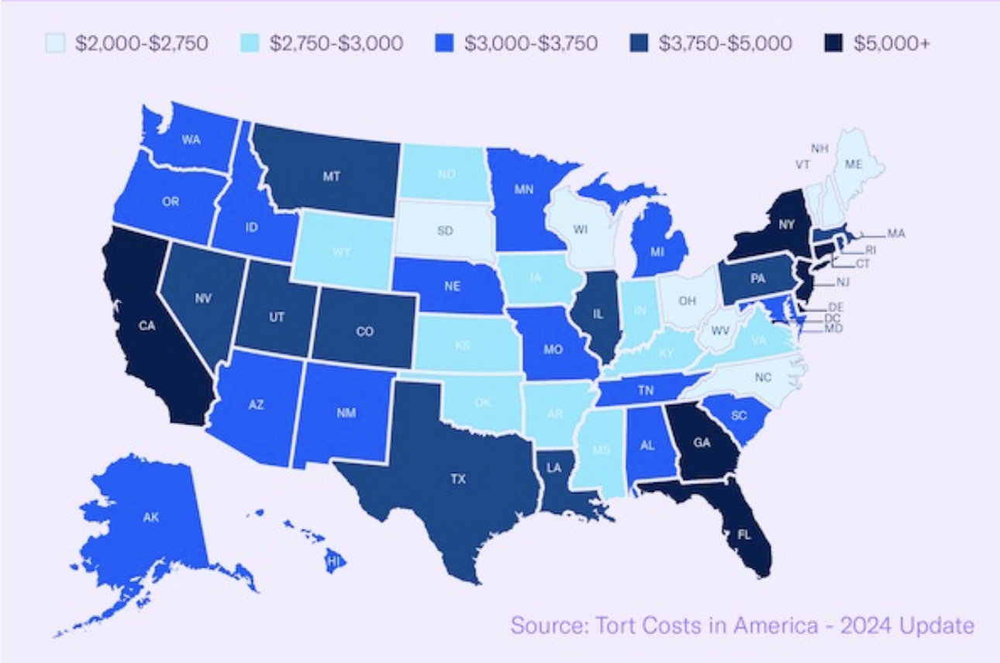 $2,000-$2,750 $2,750-$3,000 $3,000-$3,750 $3,750-$5,000 $5,000+
WA
MT
ND
MN
NH
VT
ME
OR
ID
WY
SD
WI
MI
NY
MA
RI
CT
NJ
DE
DC
MD
NV
UT
CO
NE
IA
IL
IN
OH
PA
CA
KS
MO
KY
WV
VA
AZ
NM
OK
AR
TN
NC
SC
TX
LA
MS
AL
GA
AK
HI
FL
Source: Tort Costs in America - 2024 Update